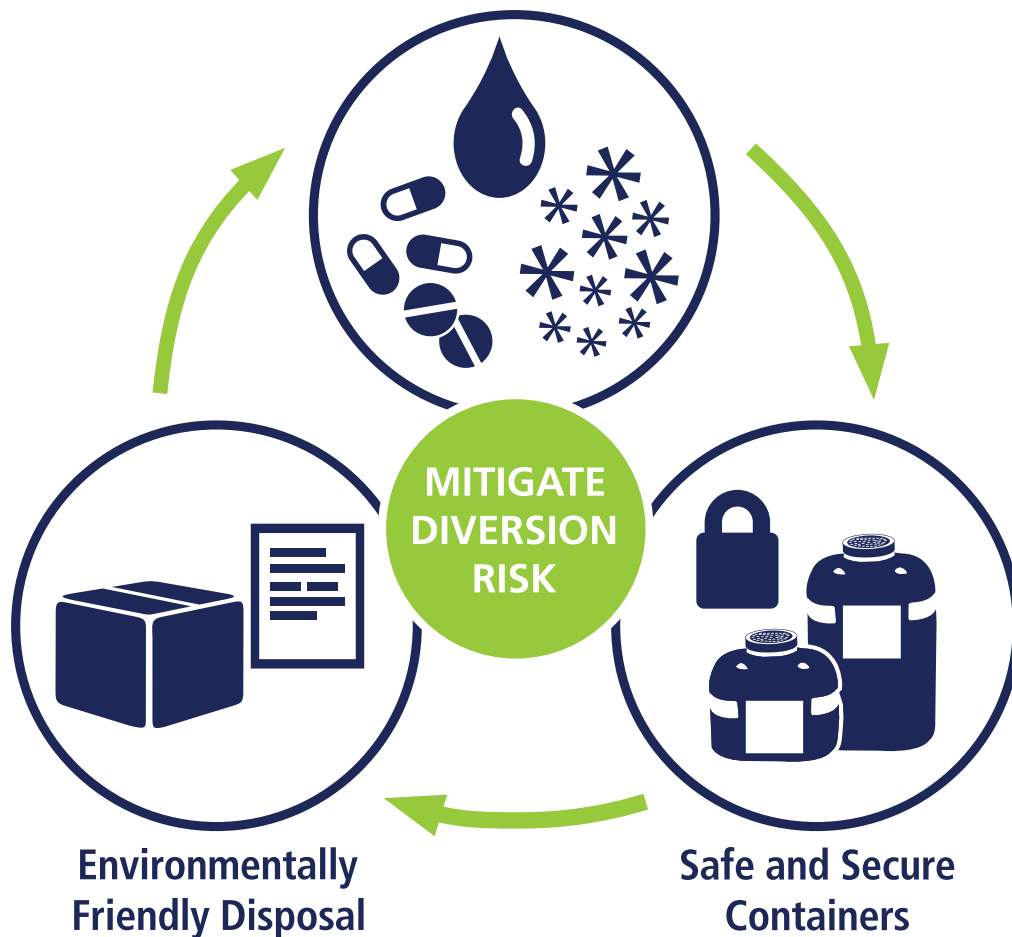 MITIGATE
DIVERSION
RISK
Environmentally
Friendly Disposal
Safe and Secure
Containers